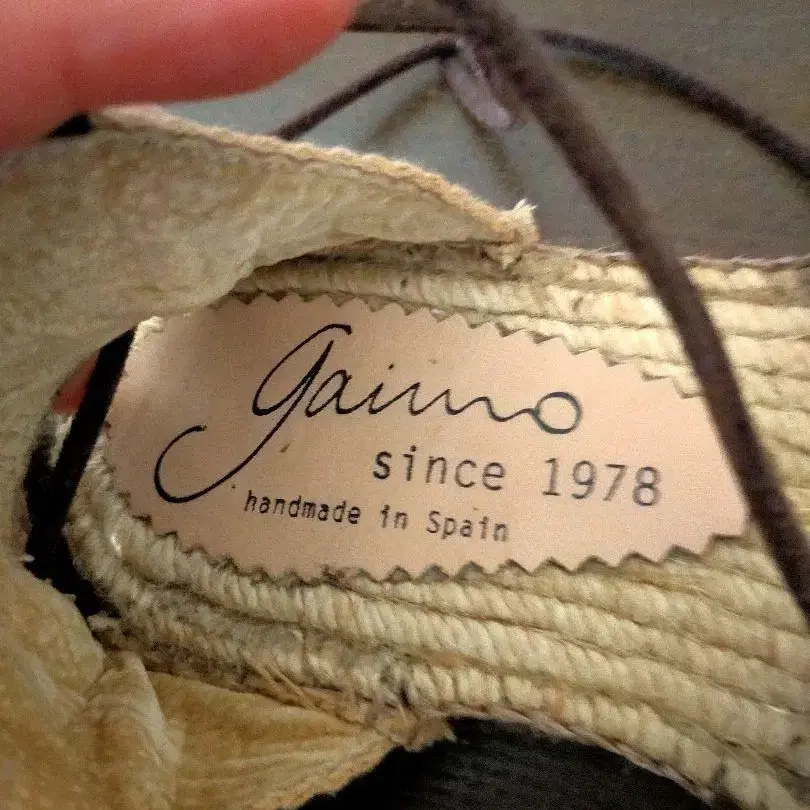 gaimo
since 1978
handmade in Spain